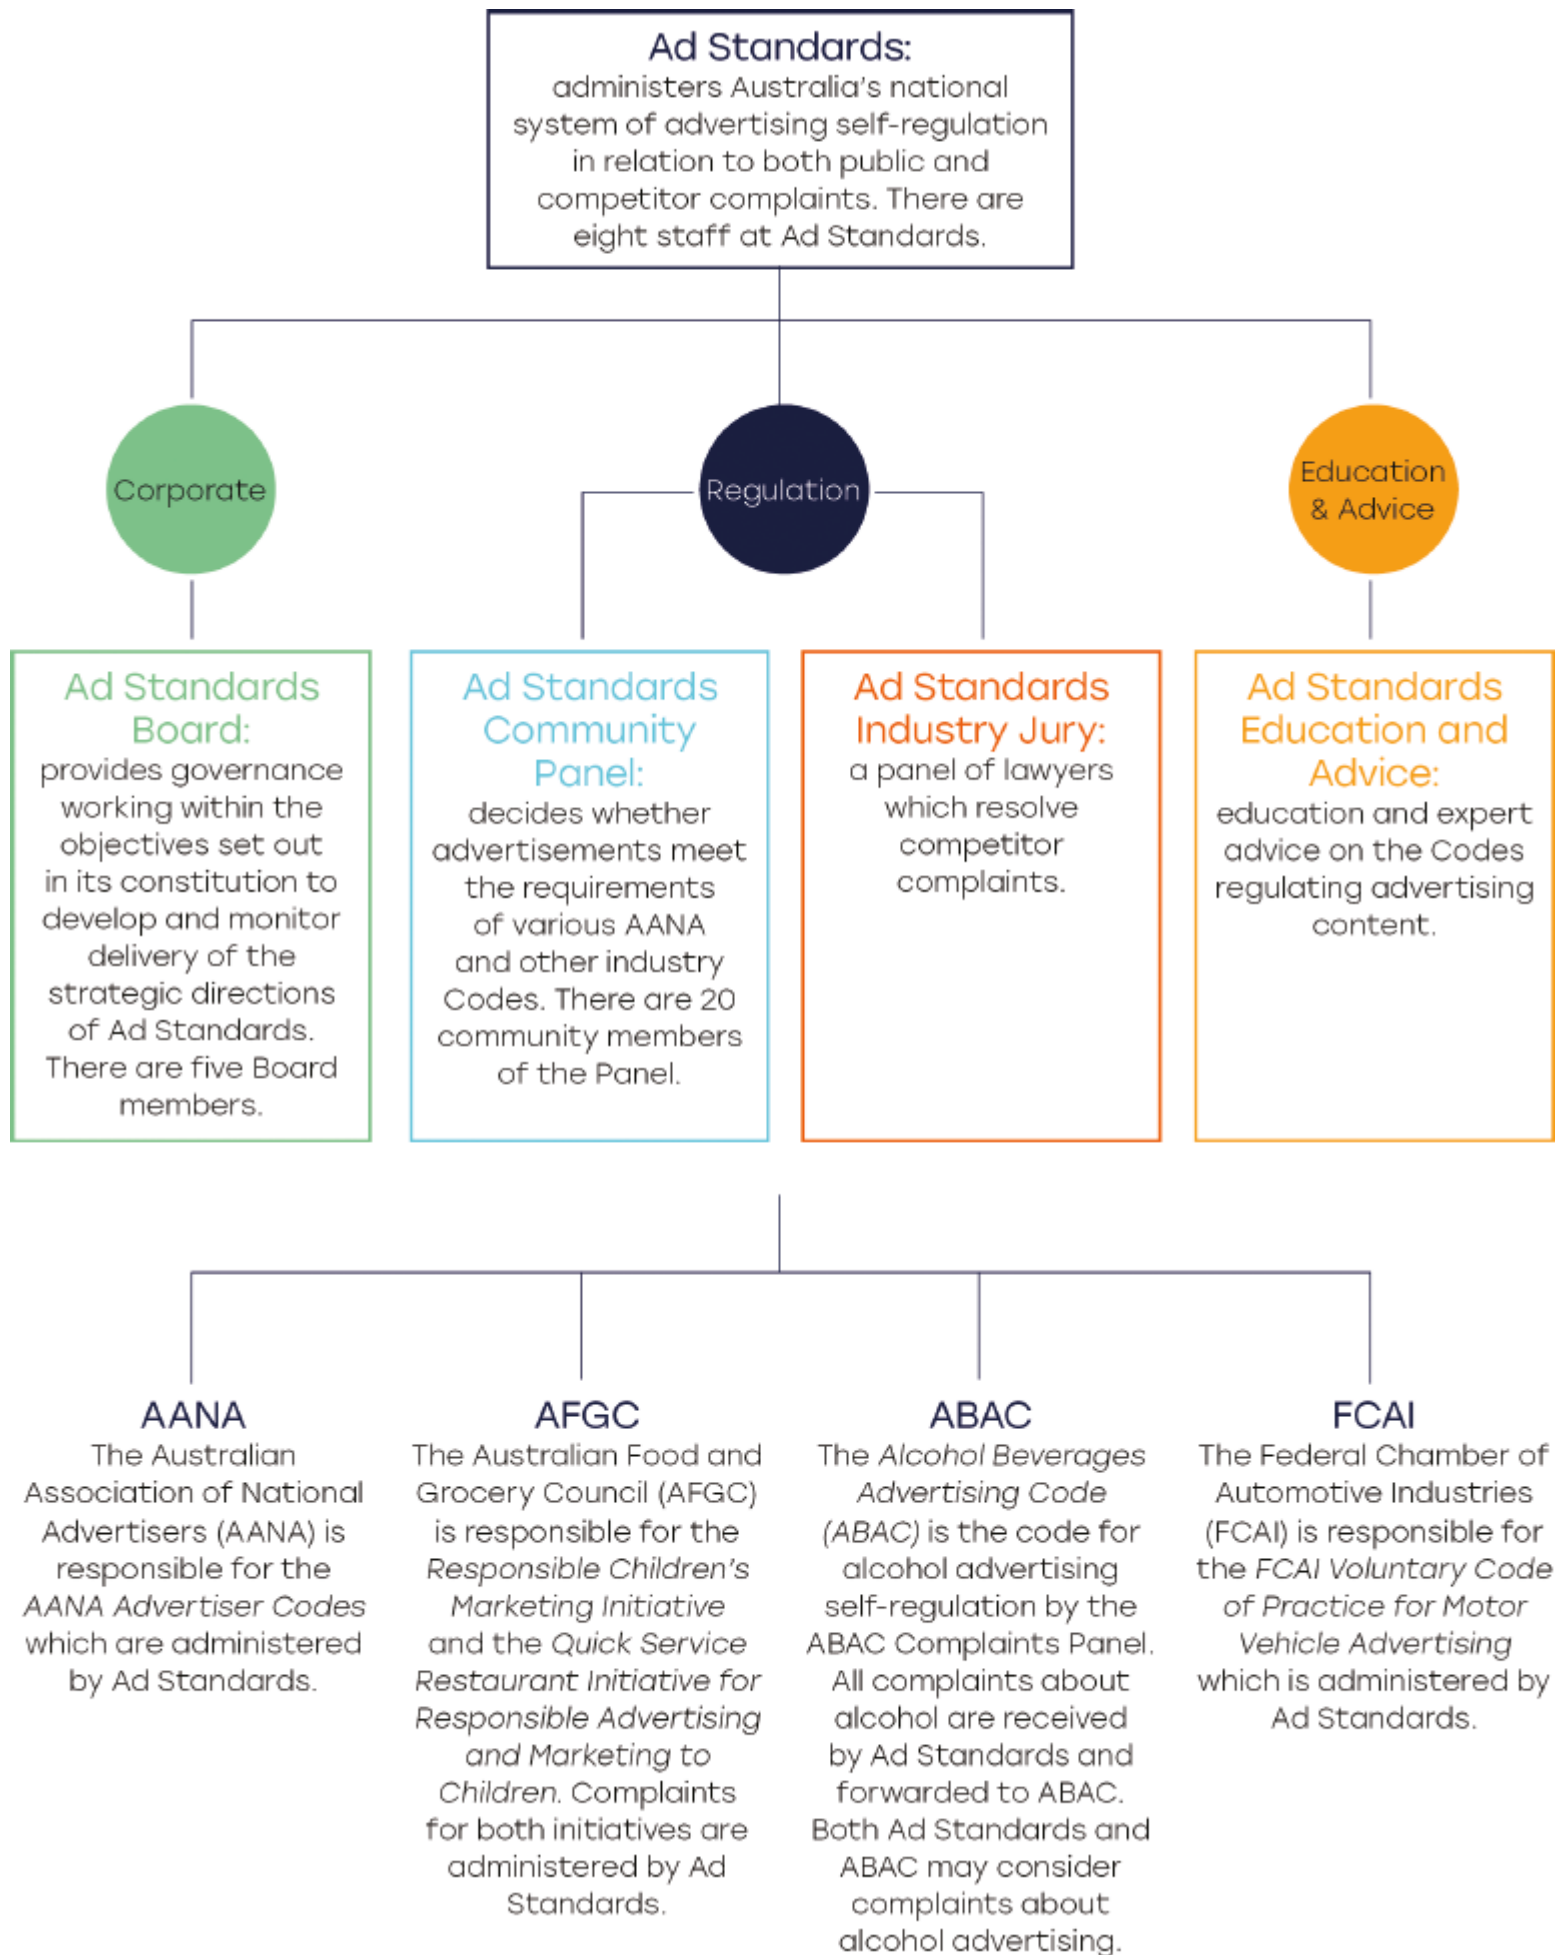 Ad Standards:
administers Australia's national
system of advertising self-regulation
in relation to both public and
competitor complaints. There are
eight staff at Ad Standards.
Corporate
Regulation
Education
& Advice
Ad Standards
Board:
provides governance
working within the
objectives set out
in its constitution to
develop and monitor
delivery of the
strategic directions
of Ad Standards.
There are five Board
members.
Ad Standards
Community
Panel:
decides whether
advertisements meet
the requirements
of various AANA
and other industry
Codes. There are 20
community members
of the Panel.
Ad Standards
Industry Jury:
a panel of lawyers
which resolve
competitor
complaints.
Ad Standards
Education and
Advice:
education and expert
advice on the Codes
regulating advertising
content.
AANA
The Australian
Association of National
Advertisers (AANA) is
responsible for the
AANA Advertiser Codes
which are administered
by Ad Standards.
AFGC
The Australian Food and
Grocery Council (AFGC)
is responsible for the
Responsible Children's
Marketing Initiative
and the Quick Service
Restaurant Initiative for
Responsible Advertising
and Marketing to
Children. Complaints
for both initiatives are
administered by Ad
Standards.
ABAC
The Alcohol Beverages
Advertising Code
(ABAC) is the code for
alcohol advertising
self-regulation by the
ABAC Complaints Panel.
All complaints about
alcohol are received
by Ad Standards and
forwarded to ABAC.
Both Ad Standards and
ABAC may consider
complaints about
alcohol advertising.
FCAI
The Federal Chamber of
Automotive Industries
(FCAI) is responsible for
the FCAI Voluntary Code
of Practice for Motor
Vehicle Advertising
which is administered by
Ad Standards.